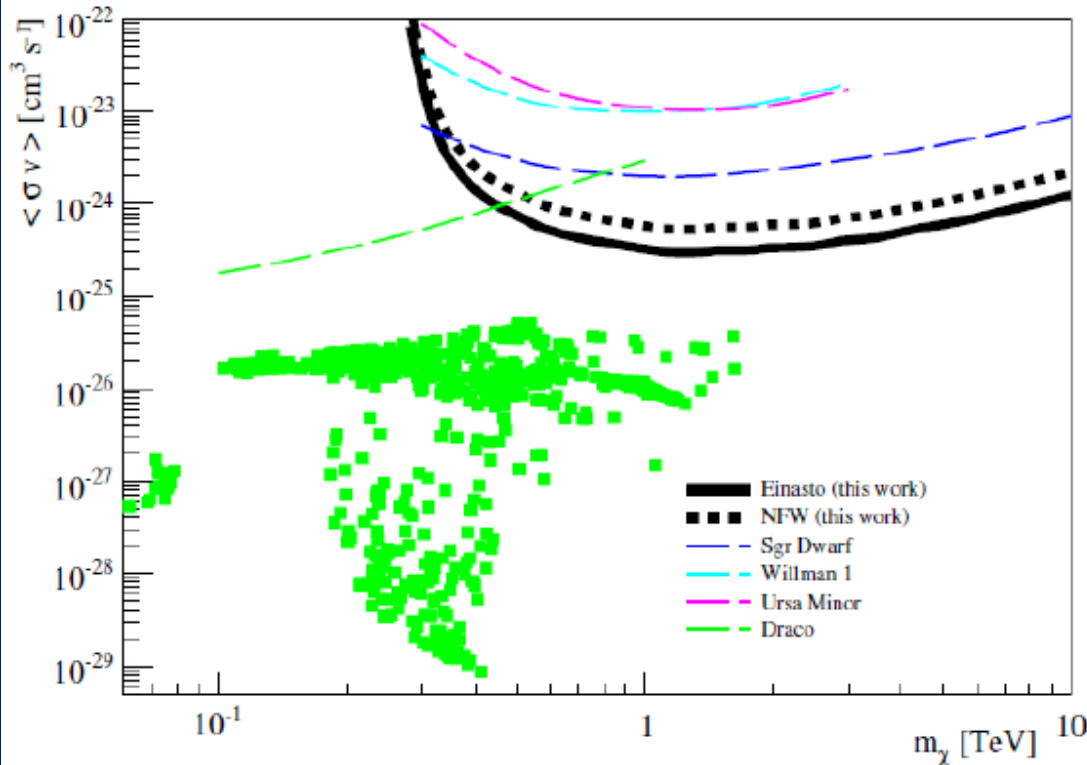 < σ v > [cm³ s⁻¹]
10⁻²²
10⁻²³
10⁻²⁴
10⁻²⁵
10⁻²⁶
10⁻²⁷
10⁻²⁸
10⁻²⁹
Einasto (this work)
NFW (this work)
Sgr Dwarf
Willman 1
Ursa Minor
Draco
10⁻¹ 1 10
mᵪ [TeV]